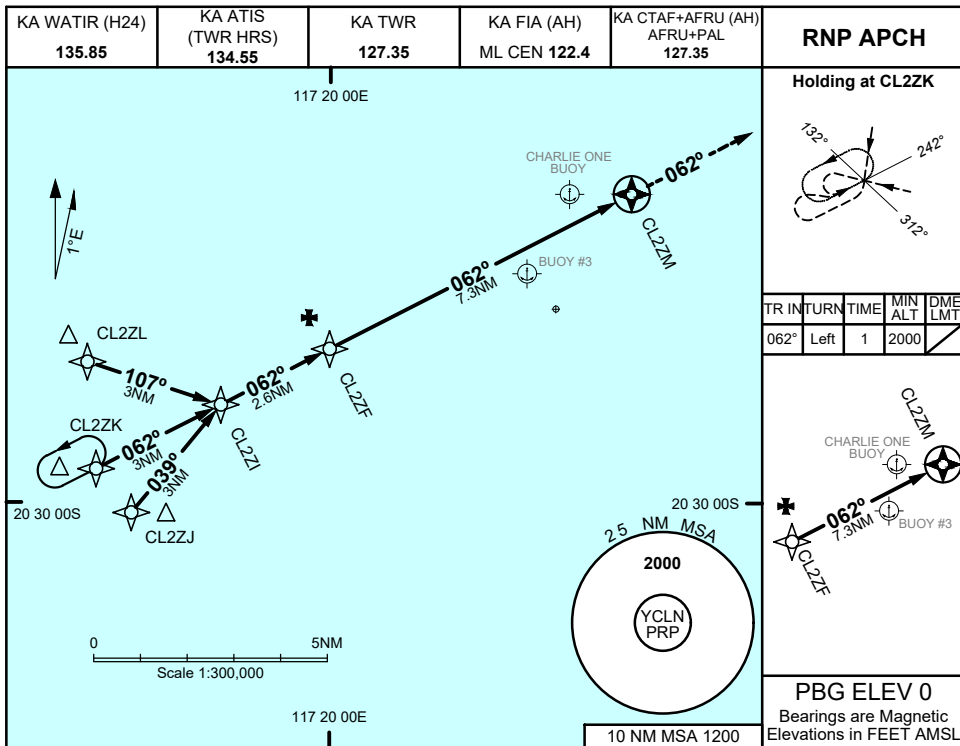 KA WATIR (H24)
135.85
KA ATIS
(TWR HRS)
134.55
KA TWR
127.35
KA FIA (AH)
ML CEN 122.4
KA CTAF+AFRU (AH)
AFRU+PAL
127.35
RNP APCH
117 20 00E
CHARLIE ONE
BUOY
062°
CL2ZM
1°E
BUOY #3
062°
7.3NM
CL2ZL
107°
3NM
062°
2.6NM
CL2ZF
CL2ZK
062°
3NM
CL2ZI
039°
3NM
20 30 00S
20 30 00S
CL2ZJ
25 NM MSA
2000
YCLN
PRP
0
5NM
Scale 1:300,000
117 20 00E
10 NM MSA 1200
Holding at CL2ZK
132°
242°
312°
TR IN TURN TIME MIN ALT DME LMT
062° Left 1 2000
CL2ZM
CHARLIE ONE
BUOY
062°
7.3NM
BUOY #3
CL2ZF
PBG ELEV 0
Bearings are Magnetic
Elevations in FEET AMSL